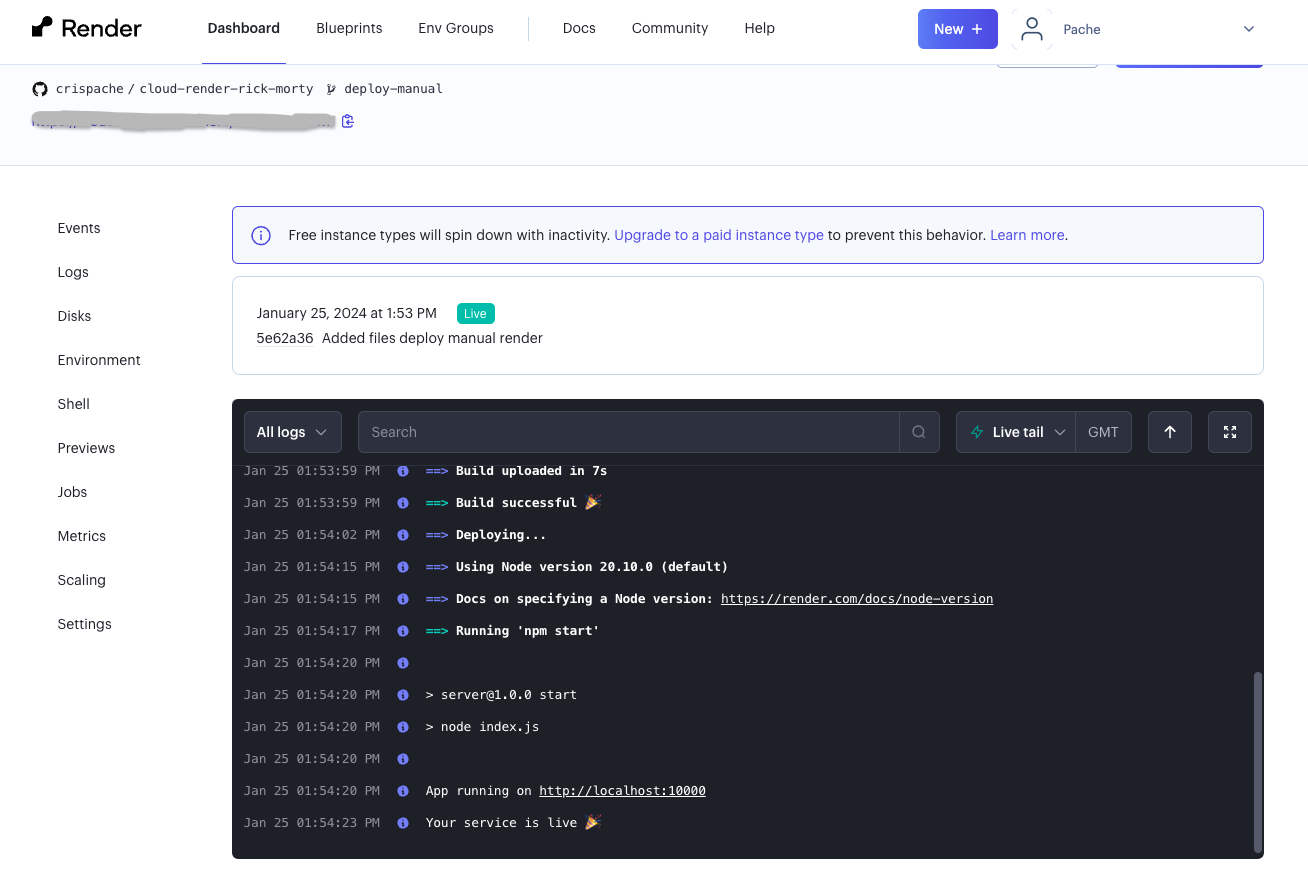 Render Dashboard Blueprints Env Groups Docs Community Help New + Pache
crispache / cloud-render-rick-morty deploy-manual
Events
Logs
Disks
Environment
Shell
Previews
Jobs
Metrics
Scaling
Settings
Free instance types will spin down with inactivity. Upgrade to a paid instance type to prevent this behavior. Learn more.
January 25, 2024 at 1:53 PM Live
5e62a36 Added files deploy manual render
All logs Search Live tail GMT
Jan 25 01:53:59 PM ==> Build uploaded in 7s
Jan 25 01:53:59 PM ==> Build successful 🎉
Jan 25 01:54:02 PM ==> Deploying...
Jan 25 01:54:15 PM ==> Using Node version 20.10.0 (default)
Jan 25 01:54:15 PM ==> Docs on specifying a Node version: https://render.com/docs/node-version
Jan 25 01:54:17 PM ==> Running 'npm start'
Jan 25 01:54:20 PM
Jan 25 01:54:20 PM > server@1.0.0 start
Jan 25 01:54:20 PM > node index.js
Jan 25 01:54:20 PM
Jan 25 01:54:20 PM App running on http://localhost:10000
Jan 25 01:54:23 PM Your service is live 🎉